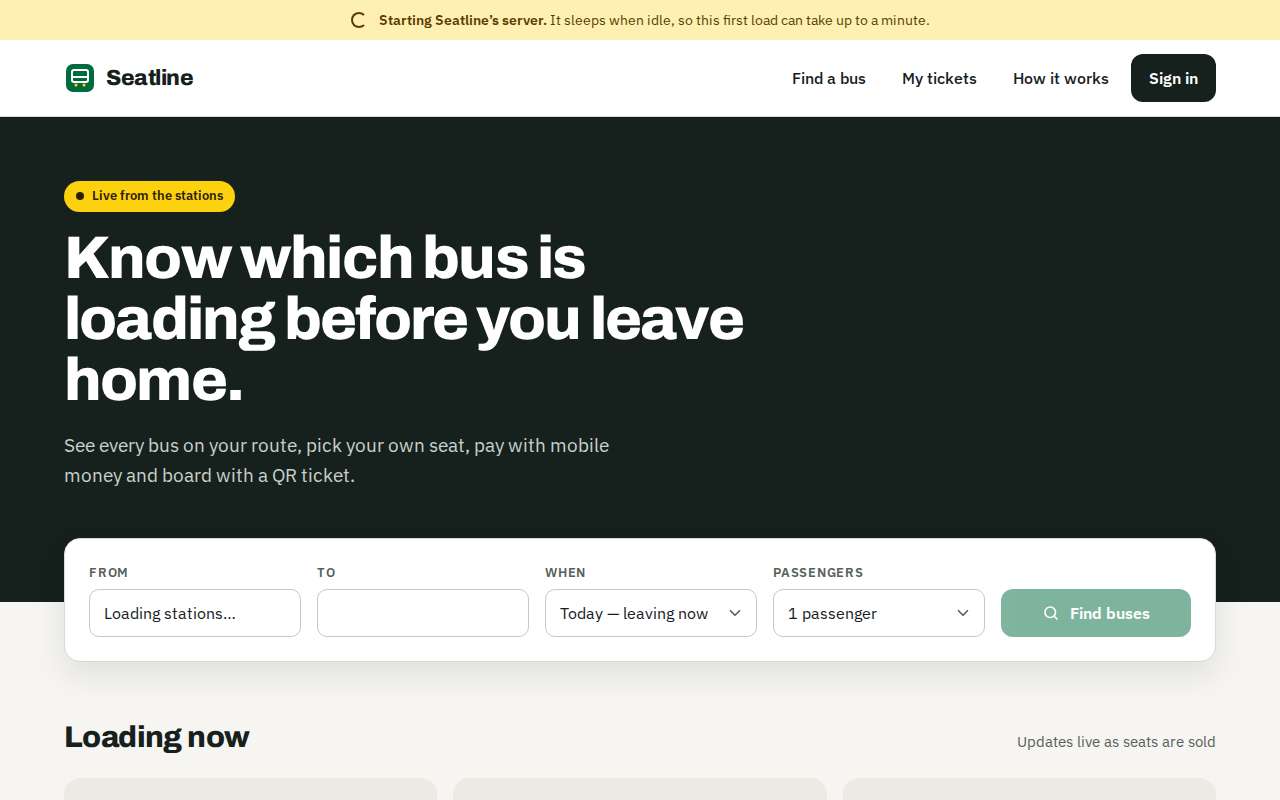 Starting Seatline’s server. It sleeps when idle, so this first load can take up to a minute.
Seatline
Find a bus
My tickets
How it works
Sign in
Live from the stations
Know which bus is
loading before you leave
home.
See every bus on your route, pick your own seat, pay with mobile
money and board with a QR ticket.
FROM
TO
WHEN
PASSENGERS
Loading stations…
Today — leaving now
1 passenger
Find buses
Loading now
Updates live as seats are sold